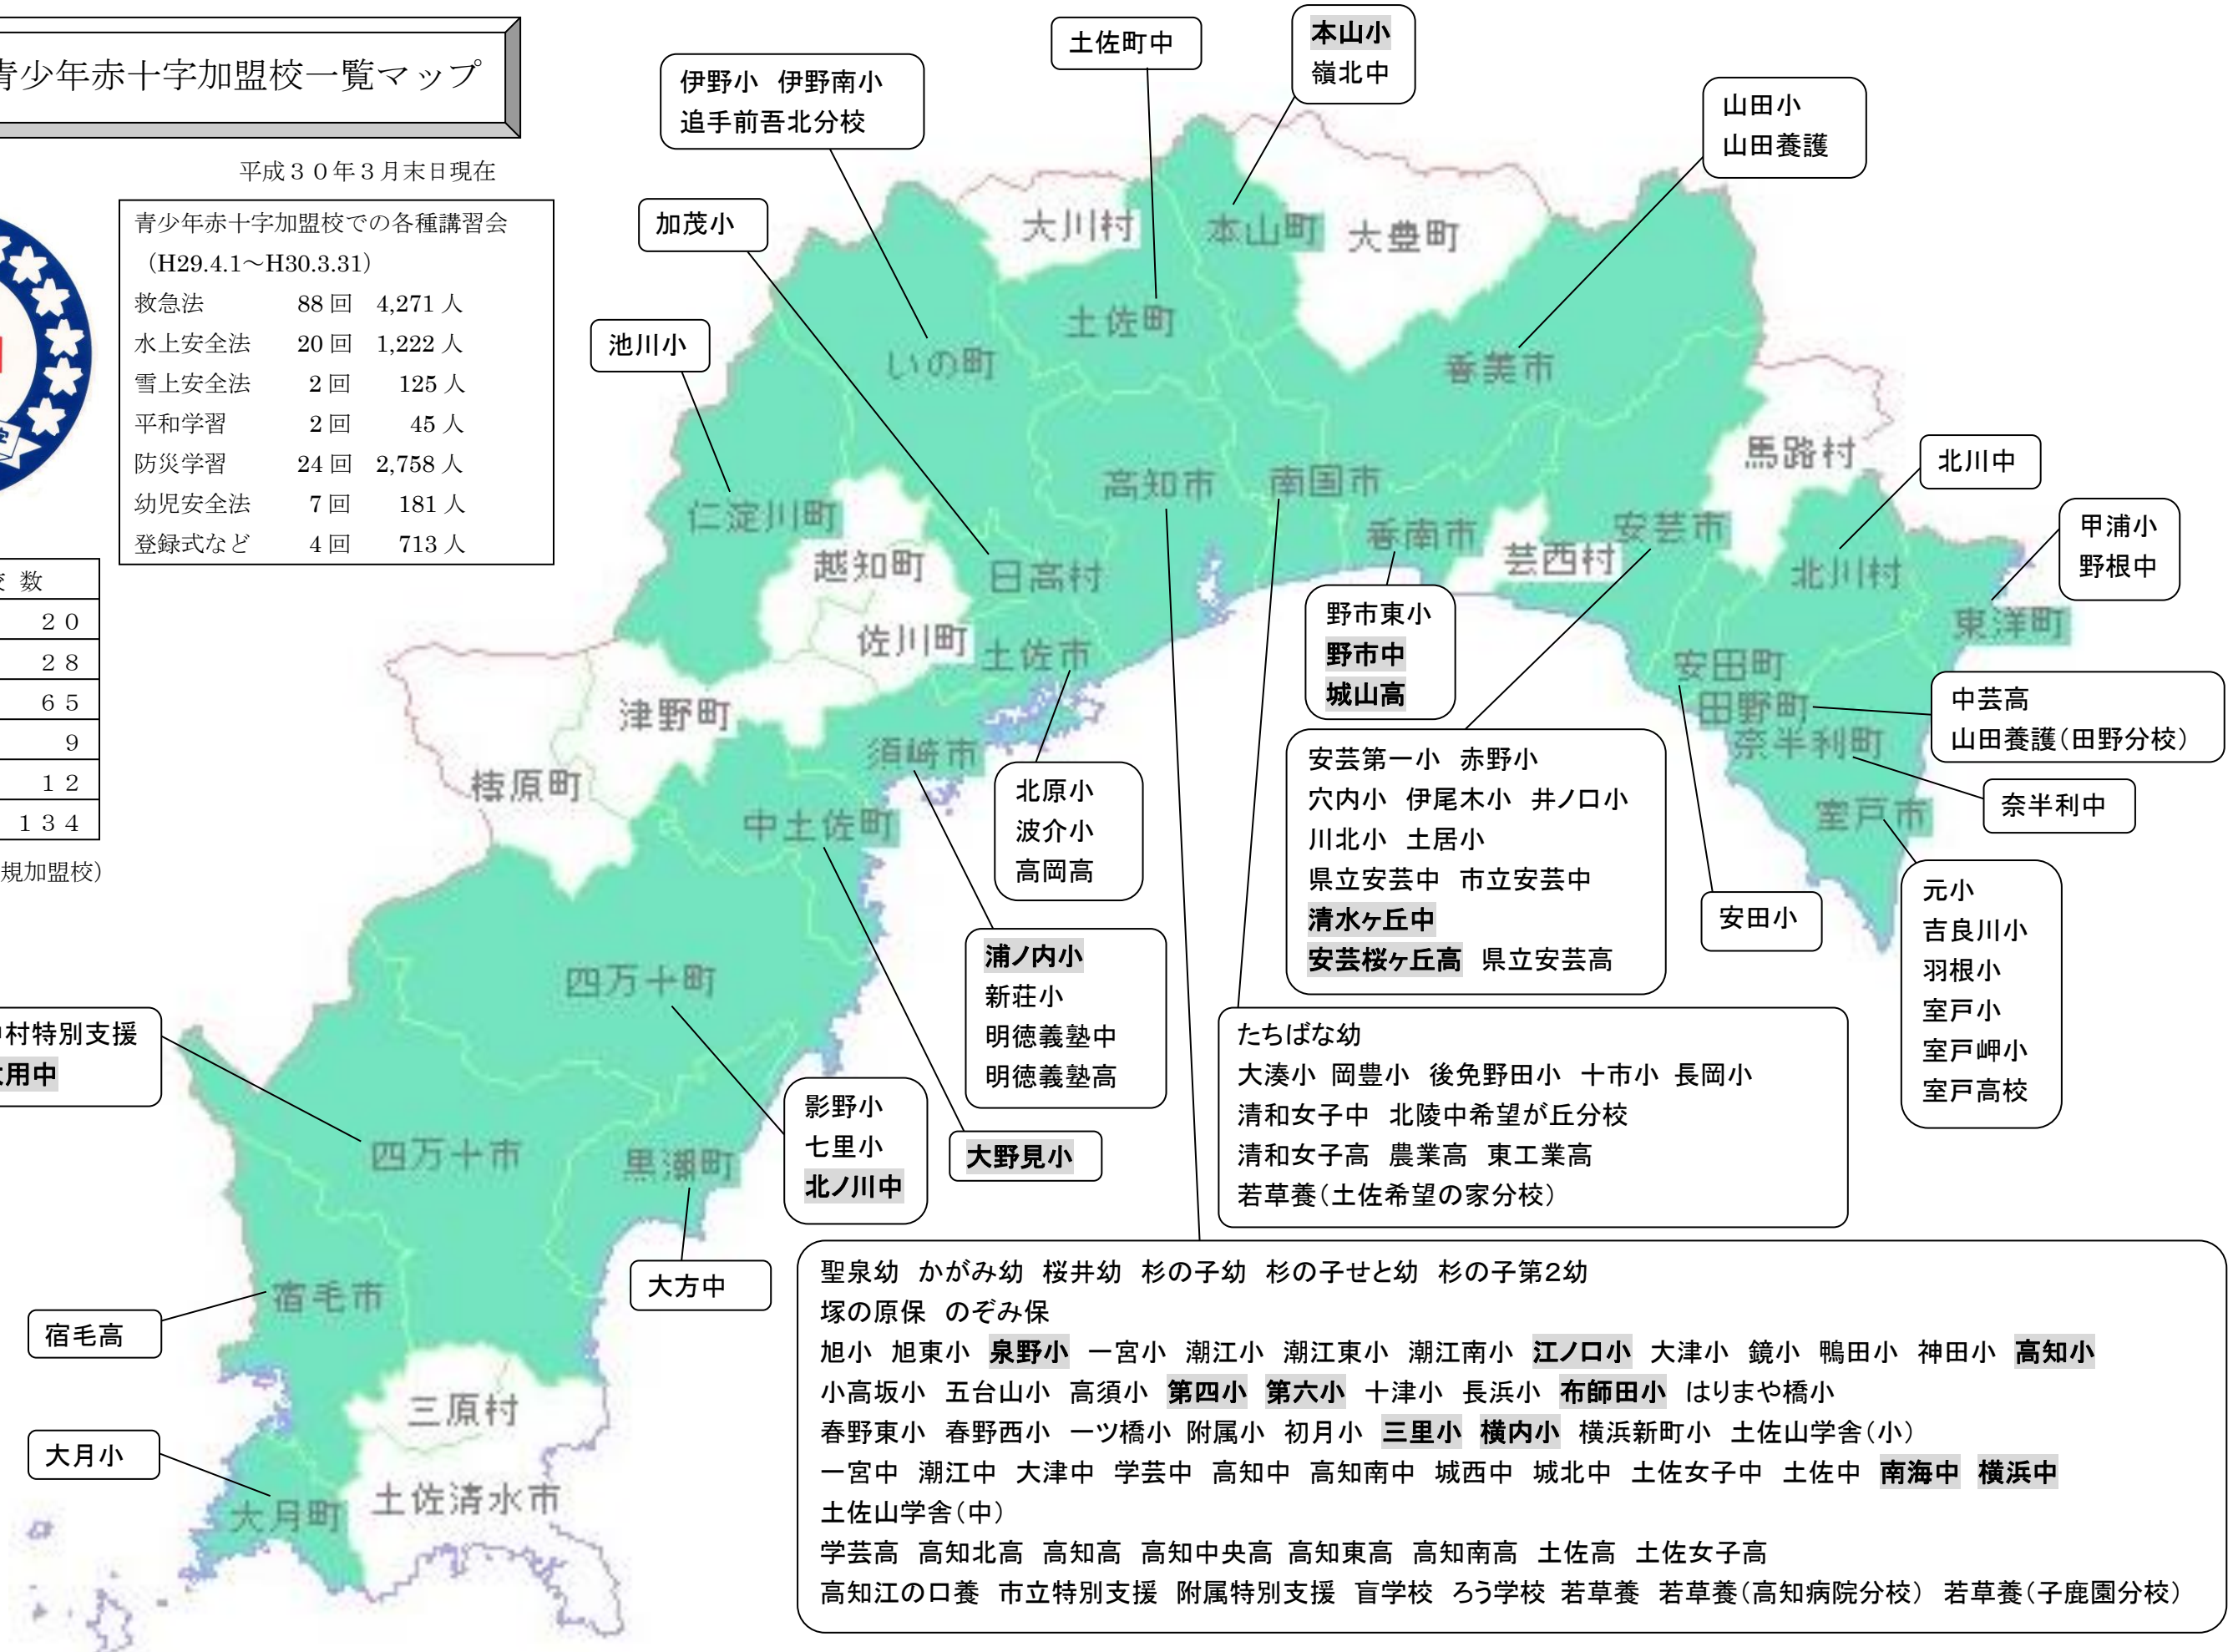 青少年赤十字加盟校一覧マップ
平成３０年３月末日現在
青少年赤十字加盟校での各種講習会
（H29.4.1～H30.3.31）
救急法 88回 4,271人
水上安全法 20回 1,222人
雪上安全法 2回 125人
平和学習 2回 45人
防災学習 24回 2,758人
幼児安全法 7回 181人
登録式など 4回 713人
数
２０
２８
６５
９
１２
１３４
規加盟校）
伊野小 伊野南小
追手前吾北分校
土佐町中
本山小
嶺北中
山田小
山田養護
加茂小
池川小
北川中
甲浦小
野根中
野市東小
野市中
城山高
中芸高
山田養護（田野分校）
奈半利中
安芸第一小 赤野小
穴内小 伊尾木小 井ノ口小
川北小 土居小
県立安芸中 市立安芸中
清水ヶ丘中
安芸桜ヶ丘高 県立安芸高
安田小
元小
吉良川小
羽根小
室戸小
室戸岬小
室戸高校
北原小
波介小
高岡高
浦ノ内小
新荘小
明徳義塾中
明徳義塾高
大野見小
影野小
七里小
北ノ川中
大方中
村特別支援
用中
宿毛高
大月小
たちばな幼
大湊小 岡豊小 後免野田小 十市小 長岡小
清和女子中 北陵中希望が丘分校
清和女子高 農業高 東工業高
若草養（土佐希望の家分校）
聖泉幼 かがみ幼 桜井幼 杉の子幼 杉の子せと幼 杉の子第2幼
塚の原保 のぞみ保
旭小 旭東小 泉野小 一宮小 潮江小 潮江東小 潮江南小 江ノ口小 大津小 鏡小 鴨田小 神田小 高知小
小高坂小 五台山小 高須小 第四小 第六小 十津小 長浜小 布師田小 はりまや橋小
春野東小 春野西小 一ツ橋小 附属小 初月小 三里小 横内小 横浜新町小 土佐山学舎（小）
一宮中 潮江中 大津中 学芸中 高知中 高知南中 城西中 城北中 土佐女子中 土佐中 南海中 横浜中
土佐山学舎（中）
学芸高 高知北高 高知高 高知中央高 高知東高 高知南高 土佐高 土佐女子高
高知江の口養 市立特別支援 附属特別支援 盲学校 ろう学校 若草養 若草養（高知病院分校） 若草養（子鹿園分校）
大川村
本山町
大豊町
土佐町
いの町
香美市
馬路村
高知市
南国市
仁淀川町
香南市
安芸市
芸西村
越知町
日高村
北川村
東洋町
佐川町
土佐市
安田町
田野町
奈半利町
津野町
須崎市
梼原町
中土佐町
室戸市
四万十町
四万十市
黒潮町
宿毛市
三原村
土佐清水市
大月町